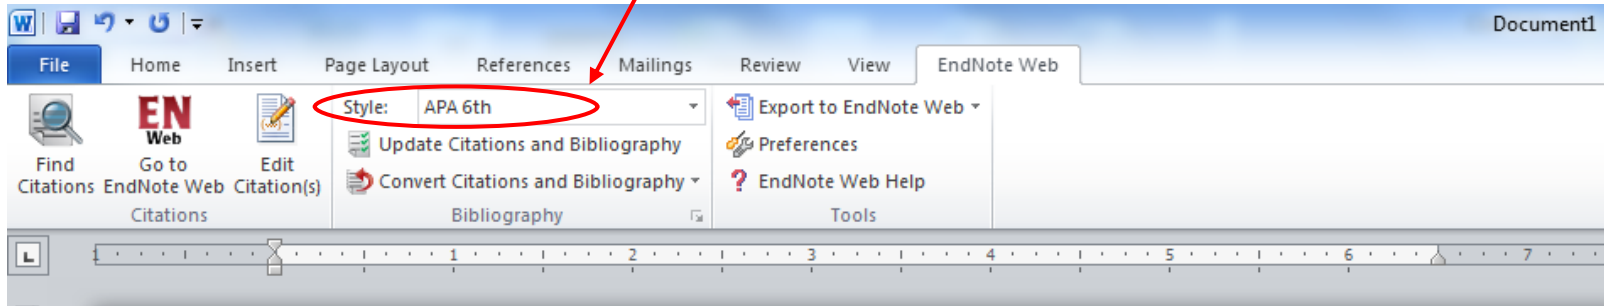 W Document1
File Home Insert Page Layout References Mailings Review View EndNote Web
EN Web
Find Citations
Go to EndNote Web
Edit Citation(s)
Citations
Style: APA 6th
Update Citations and Bibliography
Convert Citations and Bibliography
Bibliography
Export to EndNote Web
Preferences
? EndNote Web Help
Tools
L 1 1 2 3 4 5 6 7